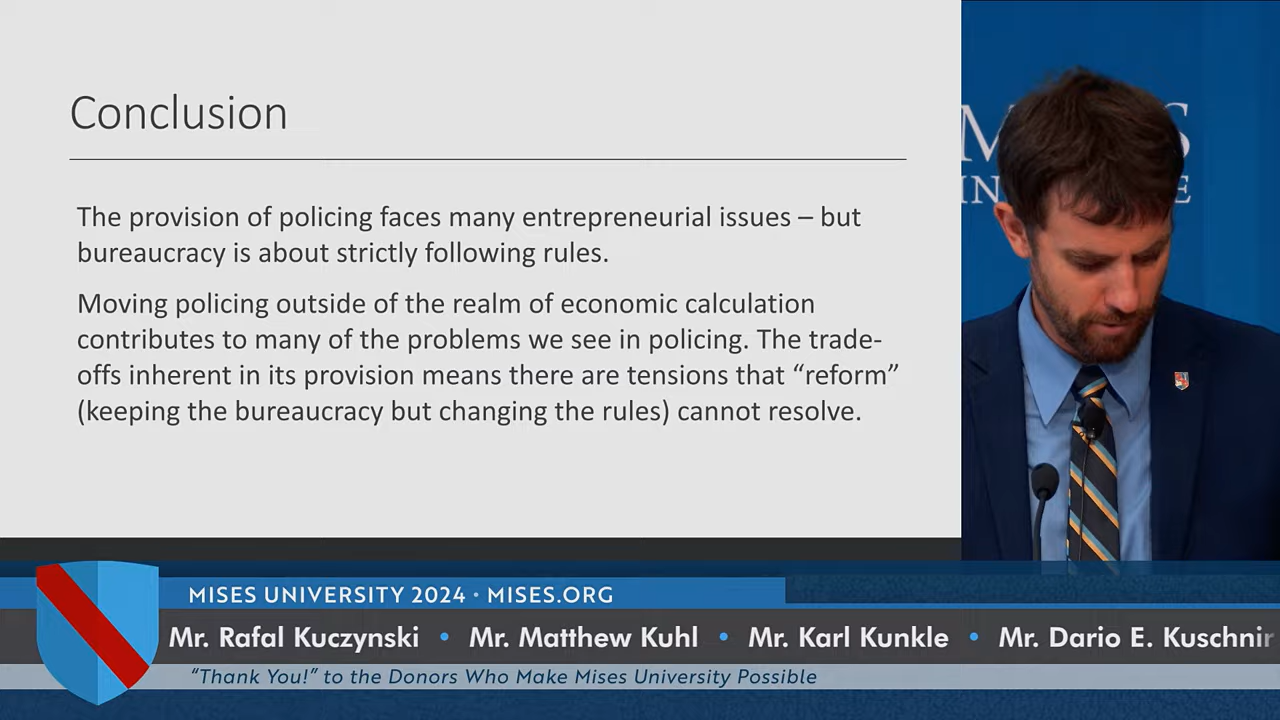 Conclusion
The provision of policing faces many entrepreneurial issues – but
bureaucracy is about strictly following rules.
Moving policing outside of the realm of economic calculation
contributes to many of the problems we see in policing. The trade-
offs inherent in its provision means there are tensions that “reform”
(keeping the bureaucracy but changing the rules) cannot resolve.
MISES UNIVERSITY 2024 · MISES.ORG
Mr. Rafal Kuczynski • Mr. Matthew Kuhl • Mr. Karl Kunkle • Mr. Dario E. Kuschnir
“Thank You!” to the Donors Who Make Mises University Possible